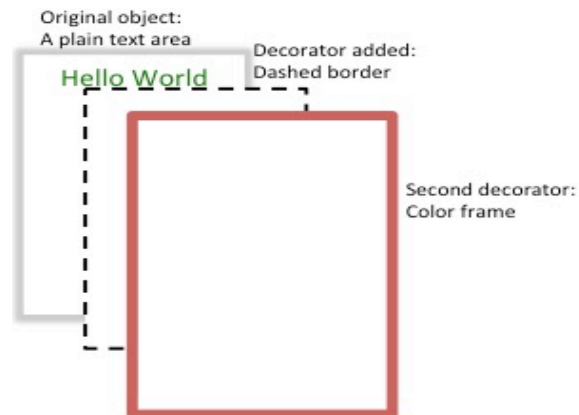 Original object:
A plain text area
Decorator added:
Dashed border
Hello World
Second decorator:
Color frame